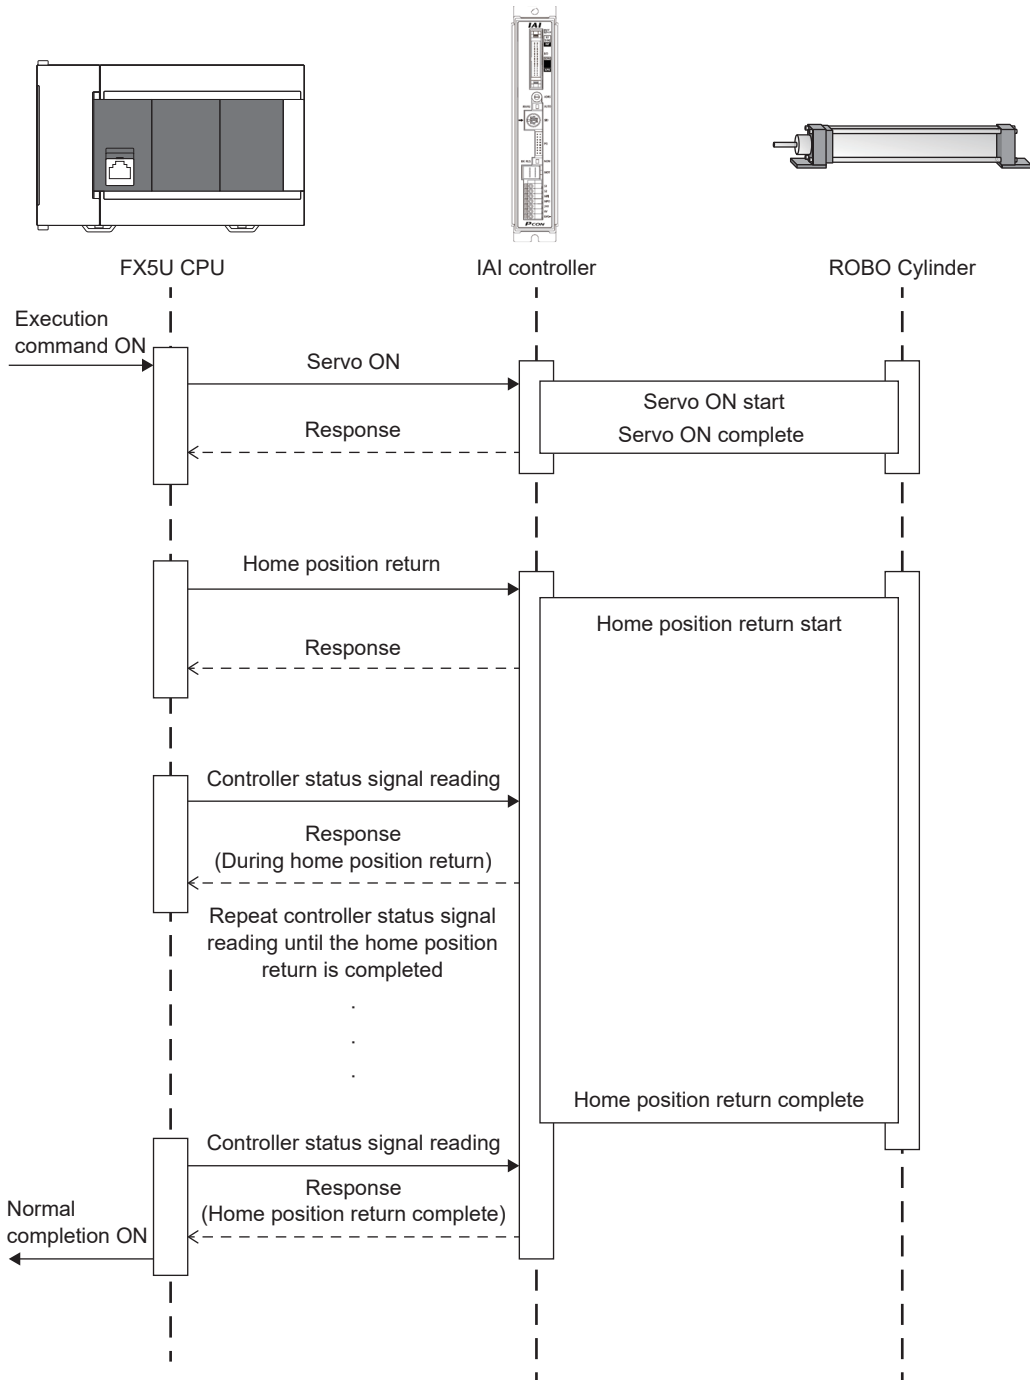 IAI
PCON
FX5U CPU
IAI controller
ROBO Cylinder
Execution
command ON
Servo ON
Servo ON start
Response
Servo ON complete
Home position return
Home position return start
Response
Controller status signal reading
Response
(During home position return)
Repeat controller status signal
reading until the home position
return is completed
.
.
.
Home position return complete
Controller status signal reading
Response
(Home position return complete)
Normal
completion ON